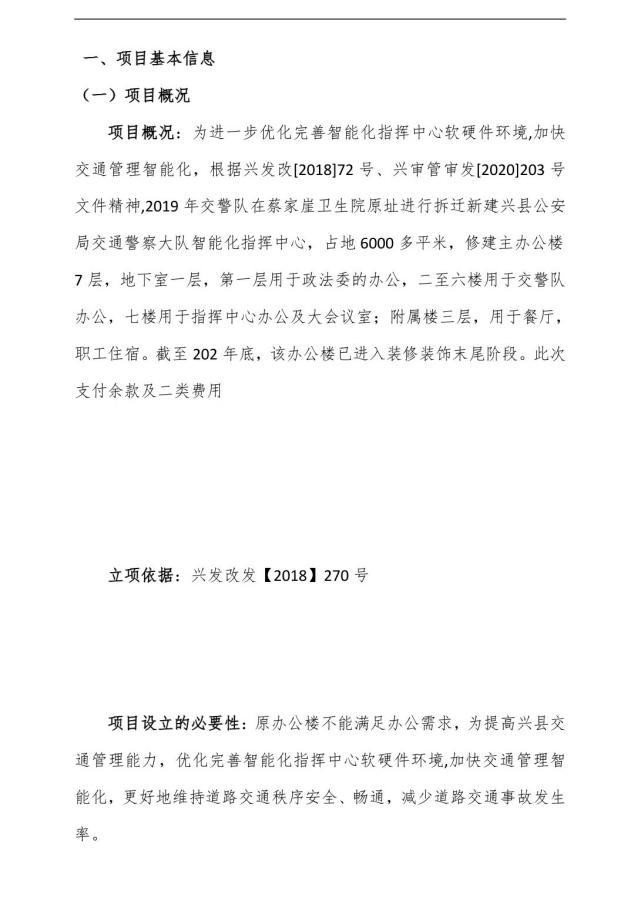 一、项目基本信息
（一）项目概况
项目概况：为进一步优化完善智能化指挥中心软硬件环境,加快
交通管理智能化，根据兴发改[2018]72 号、兴审管审发[2020]203 号
文件精神,2019 年交警队在蔡家崖卫生院原址进行拆迁新建兴县公安
局交通警察大队智能化指挥中心，占地 6000 多平米，修建主办公楼
7 层，地下室一层，第一层用于政法委的办公，二至六楼用于交警队
办公，七楼用于指挥中心办公及大会议室；附属楼三层，用于餐厅，
职工住宿。截至 202 年底，该办公楼已进入装修装饰末尾阶段。此次
支付余款及二类费用
立项依据：兴发改发【2018】270 号
项目设立的必要性：原办公楼不能满足办公需求，为提高兴县交
通管理能力，优化完善智能化指挥中心软硬件环境,加快交通管理智
能化，更好地维持道路交通秩序安全、畅通，减少道路交通事故发生
率。